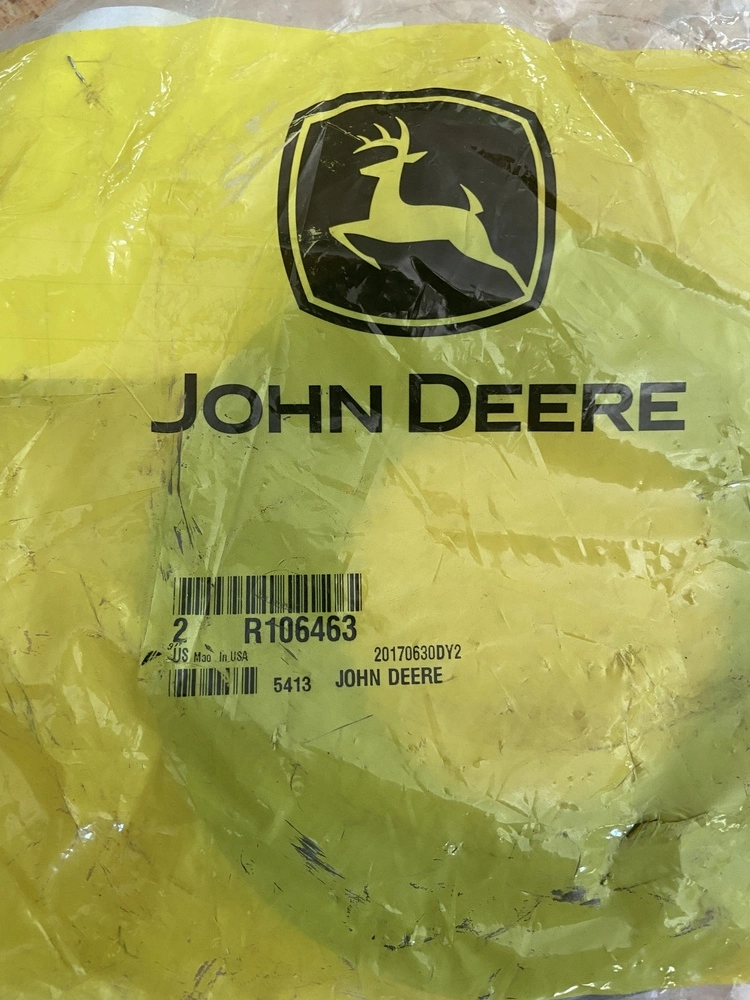 JOHN DEERE
2 R106463
US Made In USA 20170630DY2
5413 JOHN DEERE